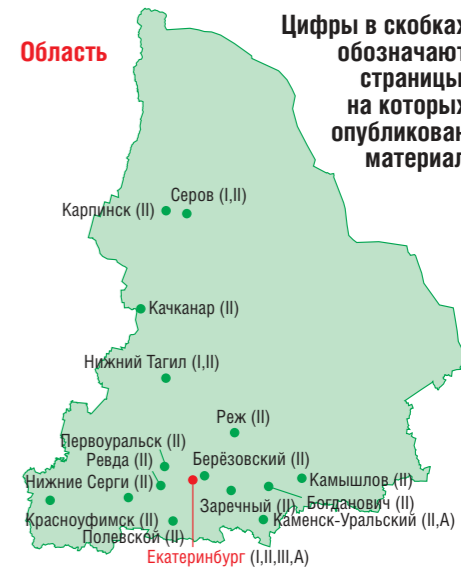 Область
Цифры в скобках
обозначают
страницы,
на которых
опубликован
материал
Серов (I,II)
Карпинск (II)
Качканар (II)
Нижний Тагил (I,II)
Реж (II)
Первоуральск (II)
Ревда (II)
Берёзовский (II)
Нижние Серги (II)
Камышлов (II)
Заречный (II)
Богданович (II)
Красноуфимск (II)
Каменск-Уральский (II,A)
Полевской (II)
Екатеринбург (I,II,III,A)